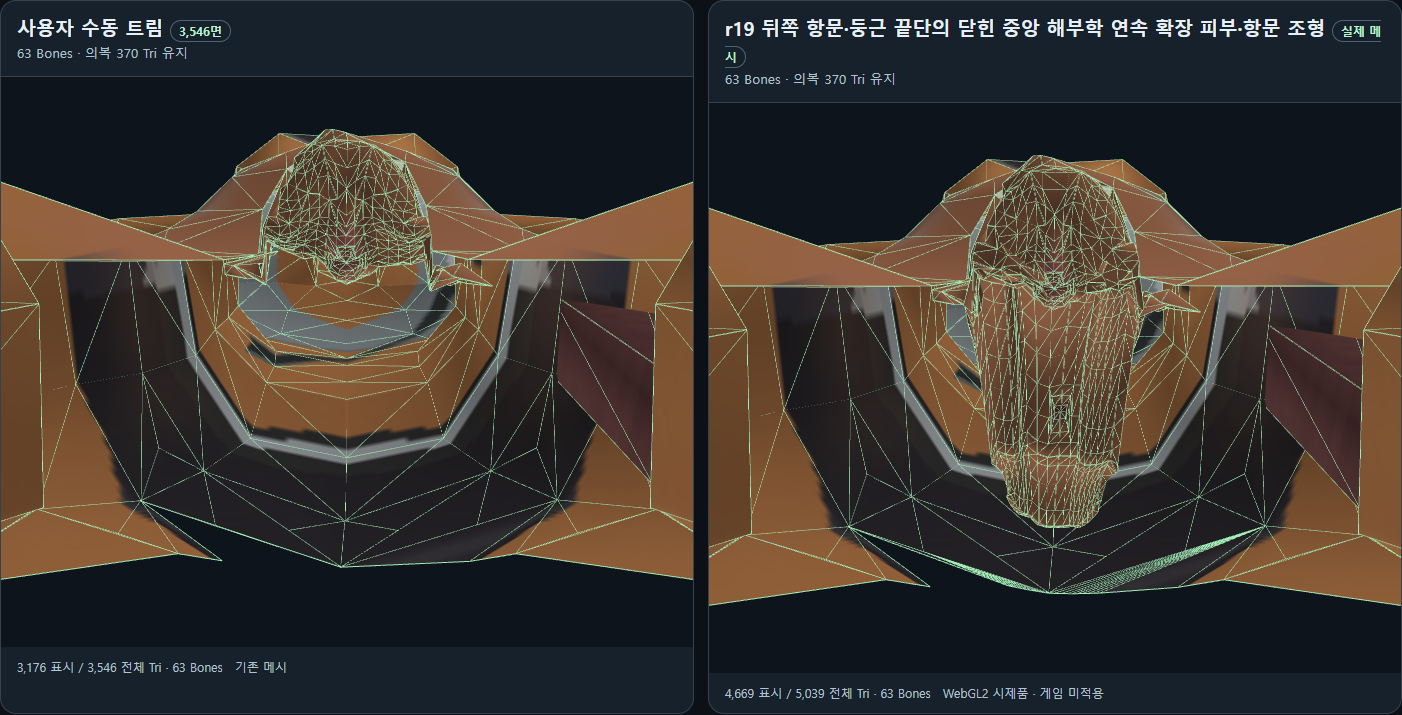 사용자 수동 트림 3,546면
63 Bones · 의복 370 Tri 유지
3,176 표시 / 3,546 전체 Tri · 63 Bones 기존 메시
r19 뒤쪽 항문·둥근 끝단의 닫힌 중앙 해부학 연속 확장 피부·항문 조형 실제 메
시
63 Bones · 의복 370 Tri 유지
4,669 표시 / 5,039 전체 Tri · 63 Bones WebGL2 시제품 · 게임 미적용